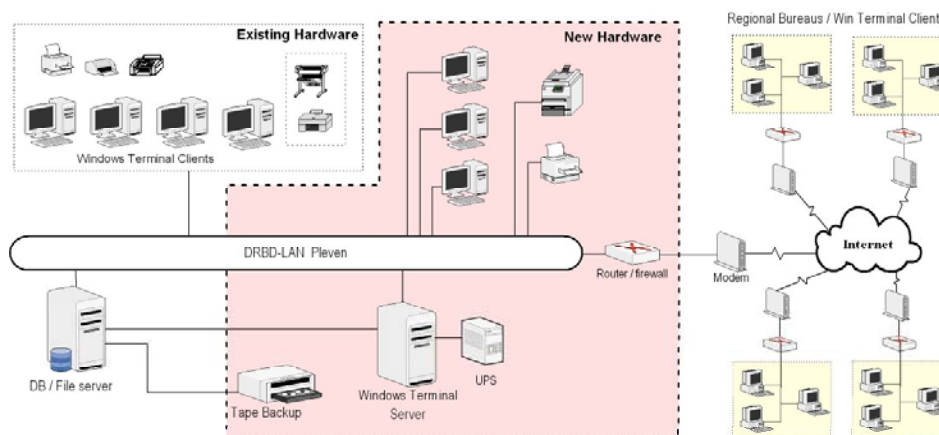 Existing Hardware
Windows Terminal Clients
New Hardware
Regional Bureaus / Win Terminal Client
DRBD-LAN Pleven
Router / firewall
Modem
Internet
DB / File server
Tape Backup
Windows Terminal
Server
UPS